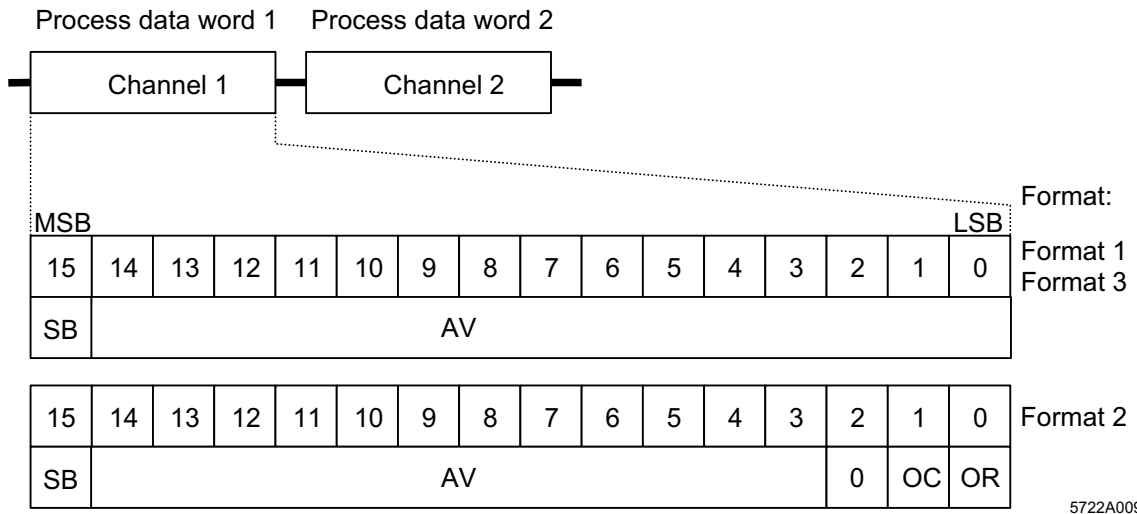 Process data word 1 Process data word 2
Channel 1 Channel 2
Format:
MSB LSB
15 14 13 12 11 10 9 8 7 6 5 4 3 2 1 0 Format 1
Format 3
SB AV
15 14 13 12 11 10 9 8 7 6 5 4 3 2 1 0 Format 2
SB AV 0 OC OR
5722A009